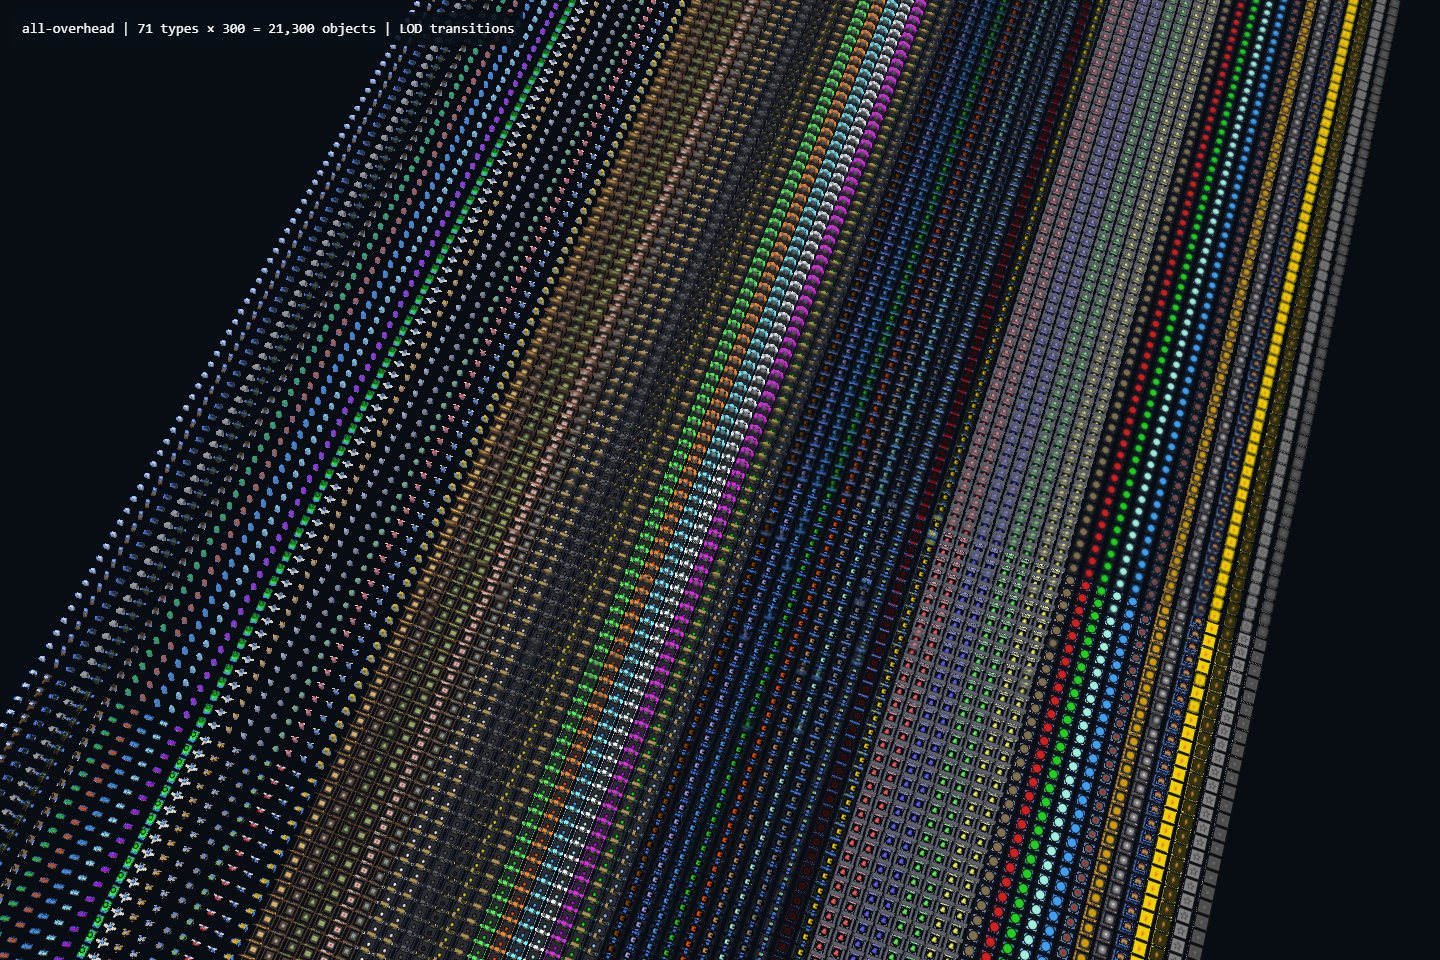 all-overhead | 71 types × 300 = 21,300 objects | LOD transitions